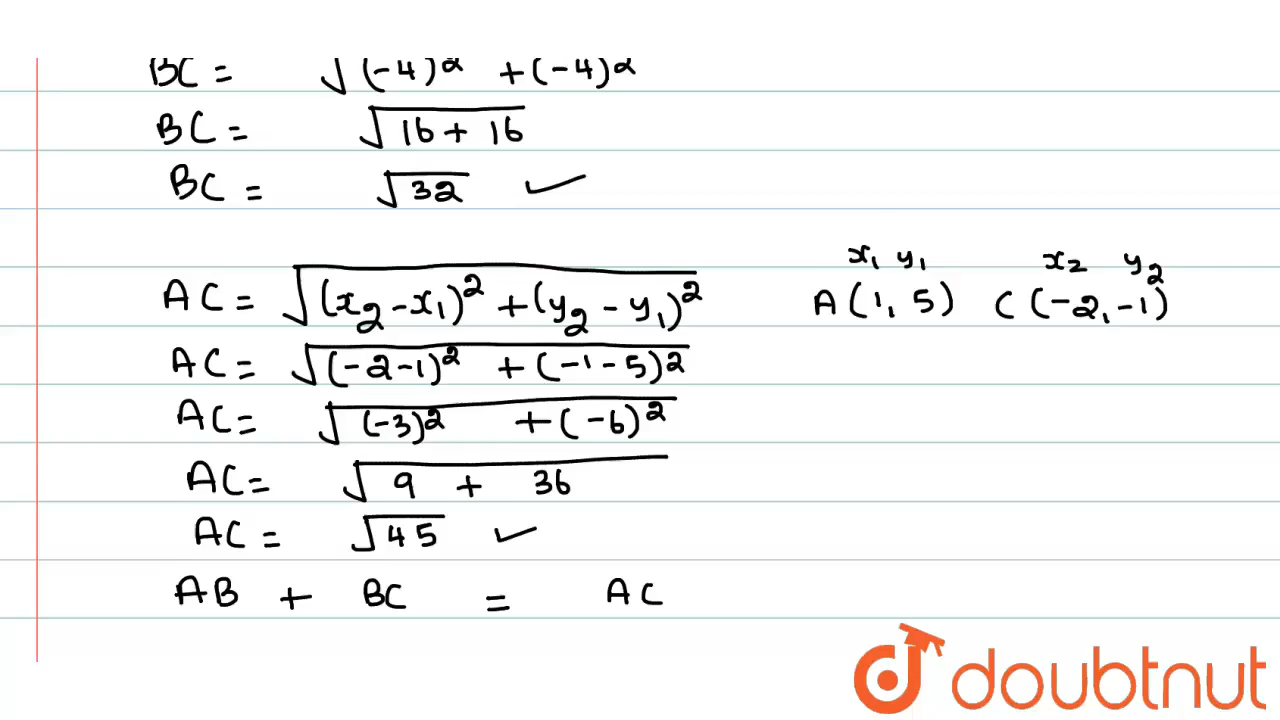 BC = √(-4)² + (-4)²
BC = √16 + 16
BC = √32 ✓
x₁ y₁ x₂ y₂
AC = √(x₂ - x₁)² + (y₂ - y₁)² A (1, 5) C (-2, -1)
AC = √(-2-1)² + (-1-5)²
AC = √(-3)² + (-6)²
AC = √9 + 36
AC = √45 ✓
AB + BC = AC
doubtnut